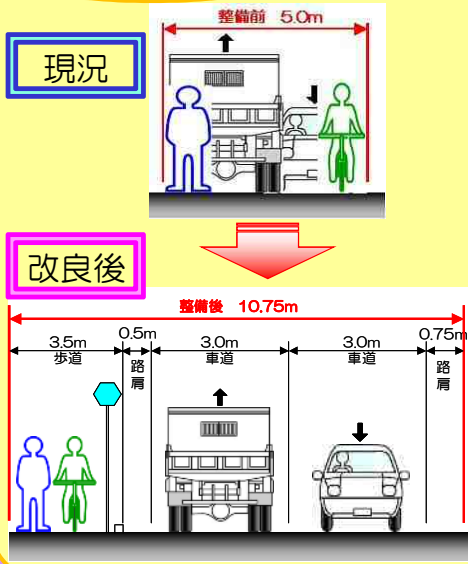 整備前 5.0m
現況
改良後
整備後 10.75m
3.5m
歩道
0.5m
路肩
3.0m
車道
3.0m
車道
0.75m
路肩